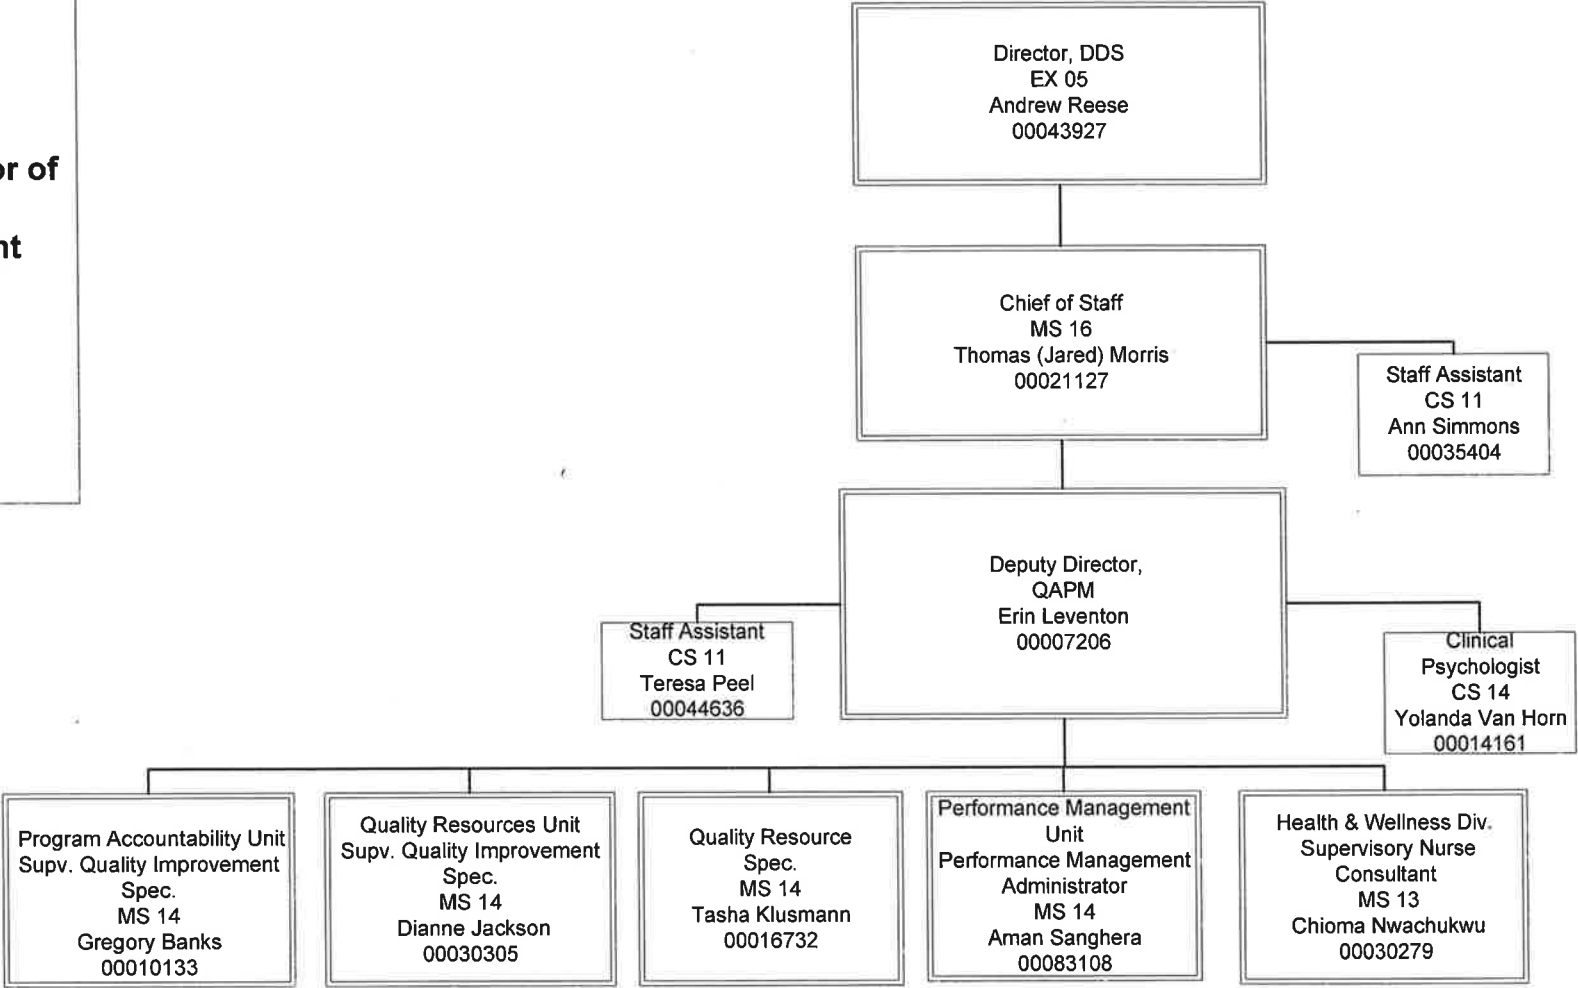 or of
nt
Director, DDS
EX 05
Andrew Reese
00043927
Chief of Staff
MS 16
Thomas (Jared) Morris
00021127
Staff Assistant
CS 11
Ann Simmons
00035404
Deputy Director,
QAPM
Erin Leventon
00007206
Staff Assistant
CS 11
Teresa Peel
00044636
Clinical
Psychologist
CS 14
Yolanda Van Horn
00014161
Program Accountability Unit
Supv. Quality Improvement
Spec.
MS 14
Gregory Banks
00010133
Quality Resources Unit
Supv. Quality Improvement
Spec.
MS 14
Dianne Jackson
00030305
Quality Resource
Spec.
MS 14
Tasha Klusmann
00016732
Performance Management
Unit
Performance Management
Administrator
MS 14
Aman Sanghera
00083108
Health & Wellness Div.
Supervisory Nurse
Consultant
MS 13
Chioma Nwachukwu
00030279